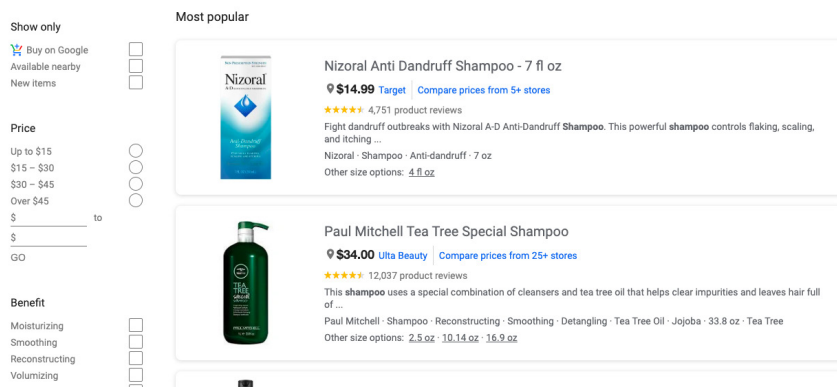 Show only
Buy on Google
Available nearby
New items
Price
Up to $15
$15 – $30
$30 – $45
Over $45
$ to
$
GO
Benefit
Moisturizing
Smoothing
Reconstructing
Volumizing
Most popular
Nizoral
A-D
Anti-Dandruff
Shampoo
Nizoral Anti Dandruff Shampoo - 7 fl oz
$14.99 Target Compare prices from 5+ stores
4,751 product reviews
Fight dandruff outbreaks with Nizoral A-D Anti-Dandruff Shampoo. This powerful shampoo controls flaking, scaling,
and itching ...
Nizoral · Shampoo · Anti-dandruff · 7 oz
Other size options: 4 fl oz
TEA
TREE
special
PAUL MITCHELL
Paul Mitchell Tea Tree Special Shampoo
$34.00 Ulta Beauty Compare prices from 25+ stores
12,037 product reviews
This shampoo uses a special combination of cleansers and tea tree oil that helps clear impurities and leaves hair full
of ...
Paul Mitchell · Shampoo · Reconstructing · Smoothing · Detangling · Tea Tree Oil · Jojoba · 33.8 oz · Tea Tree
Other size options: 2.5 oz · 10.14 oz · 16.9 oz